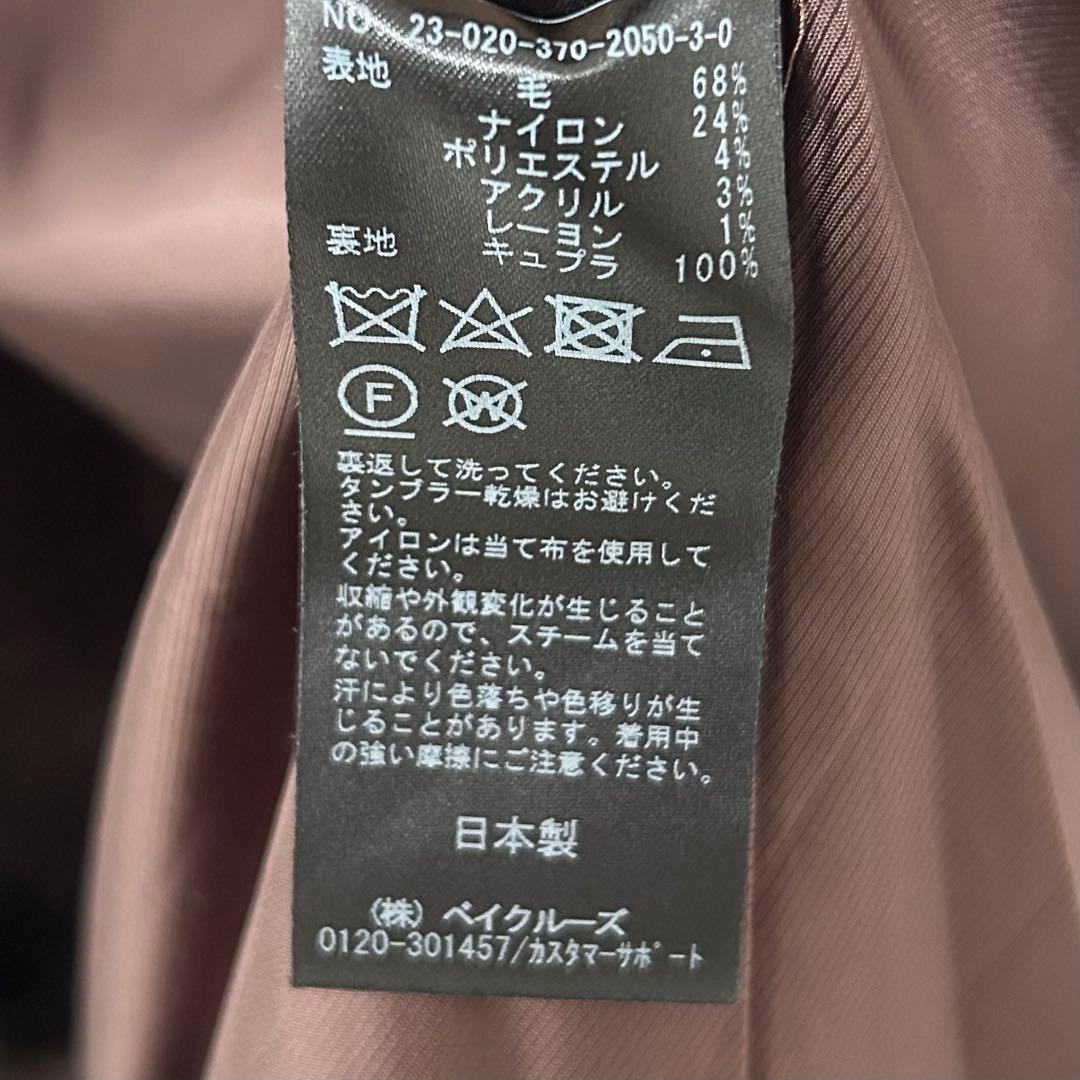 NO 23-020-370-2050-3-0
表地 毛 68%
ナイロン 24%
ポリエステル 4%
アクリル 3%
レーヨン 1%
裏地 キュプラ 100%
F W
裏返して洗ってください。
タンブラー乾燥はお避けくだ
さい。
アイロンは当て布を使用して
ください。
収縮や外観変化が生じること
があるので、スチームを当て
ないでください。
汗により色落ちや色移りが生
じることがあります。着用中
の強い摩擦にご注意ください。
日本製
(株) ベイクルーズ
0120-301457/カスタマーサポート